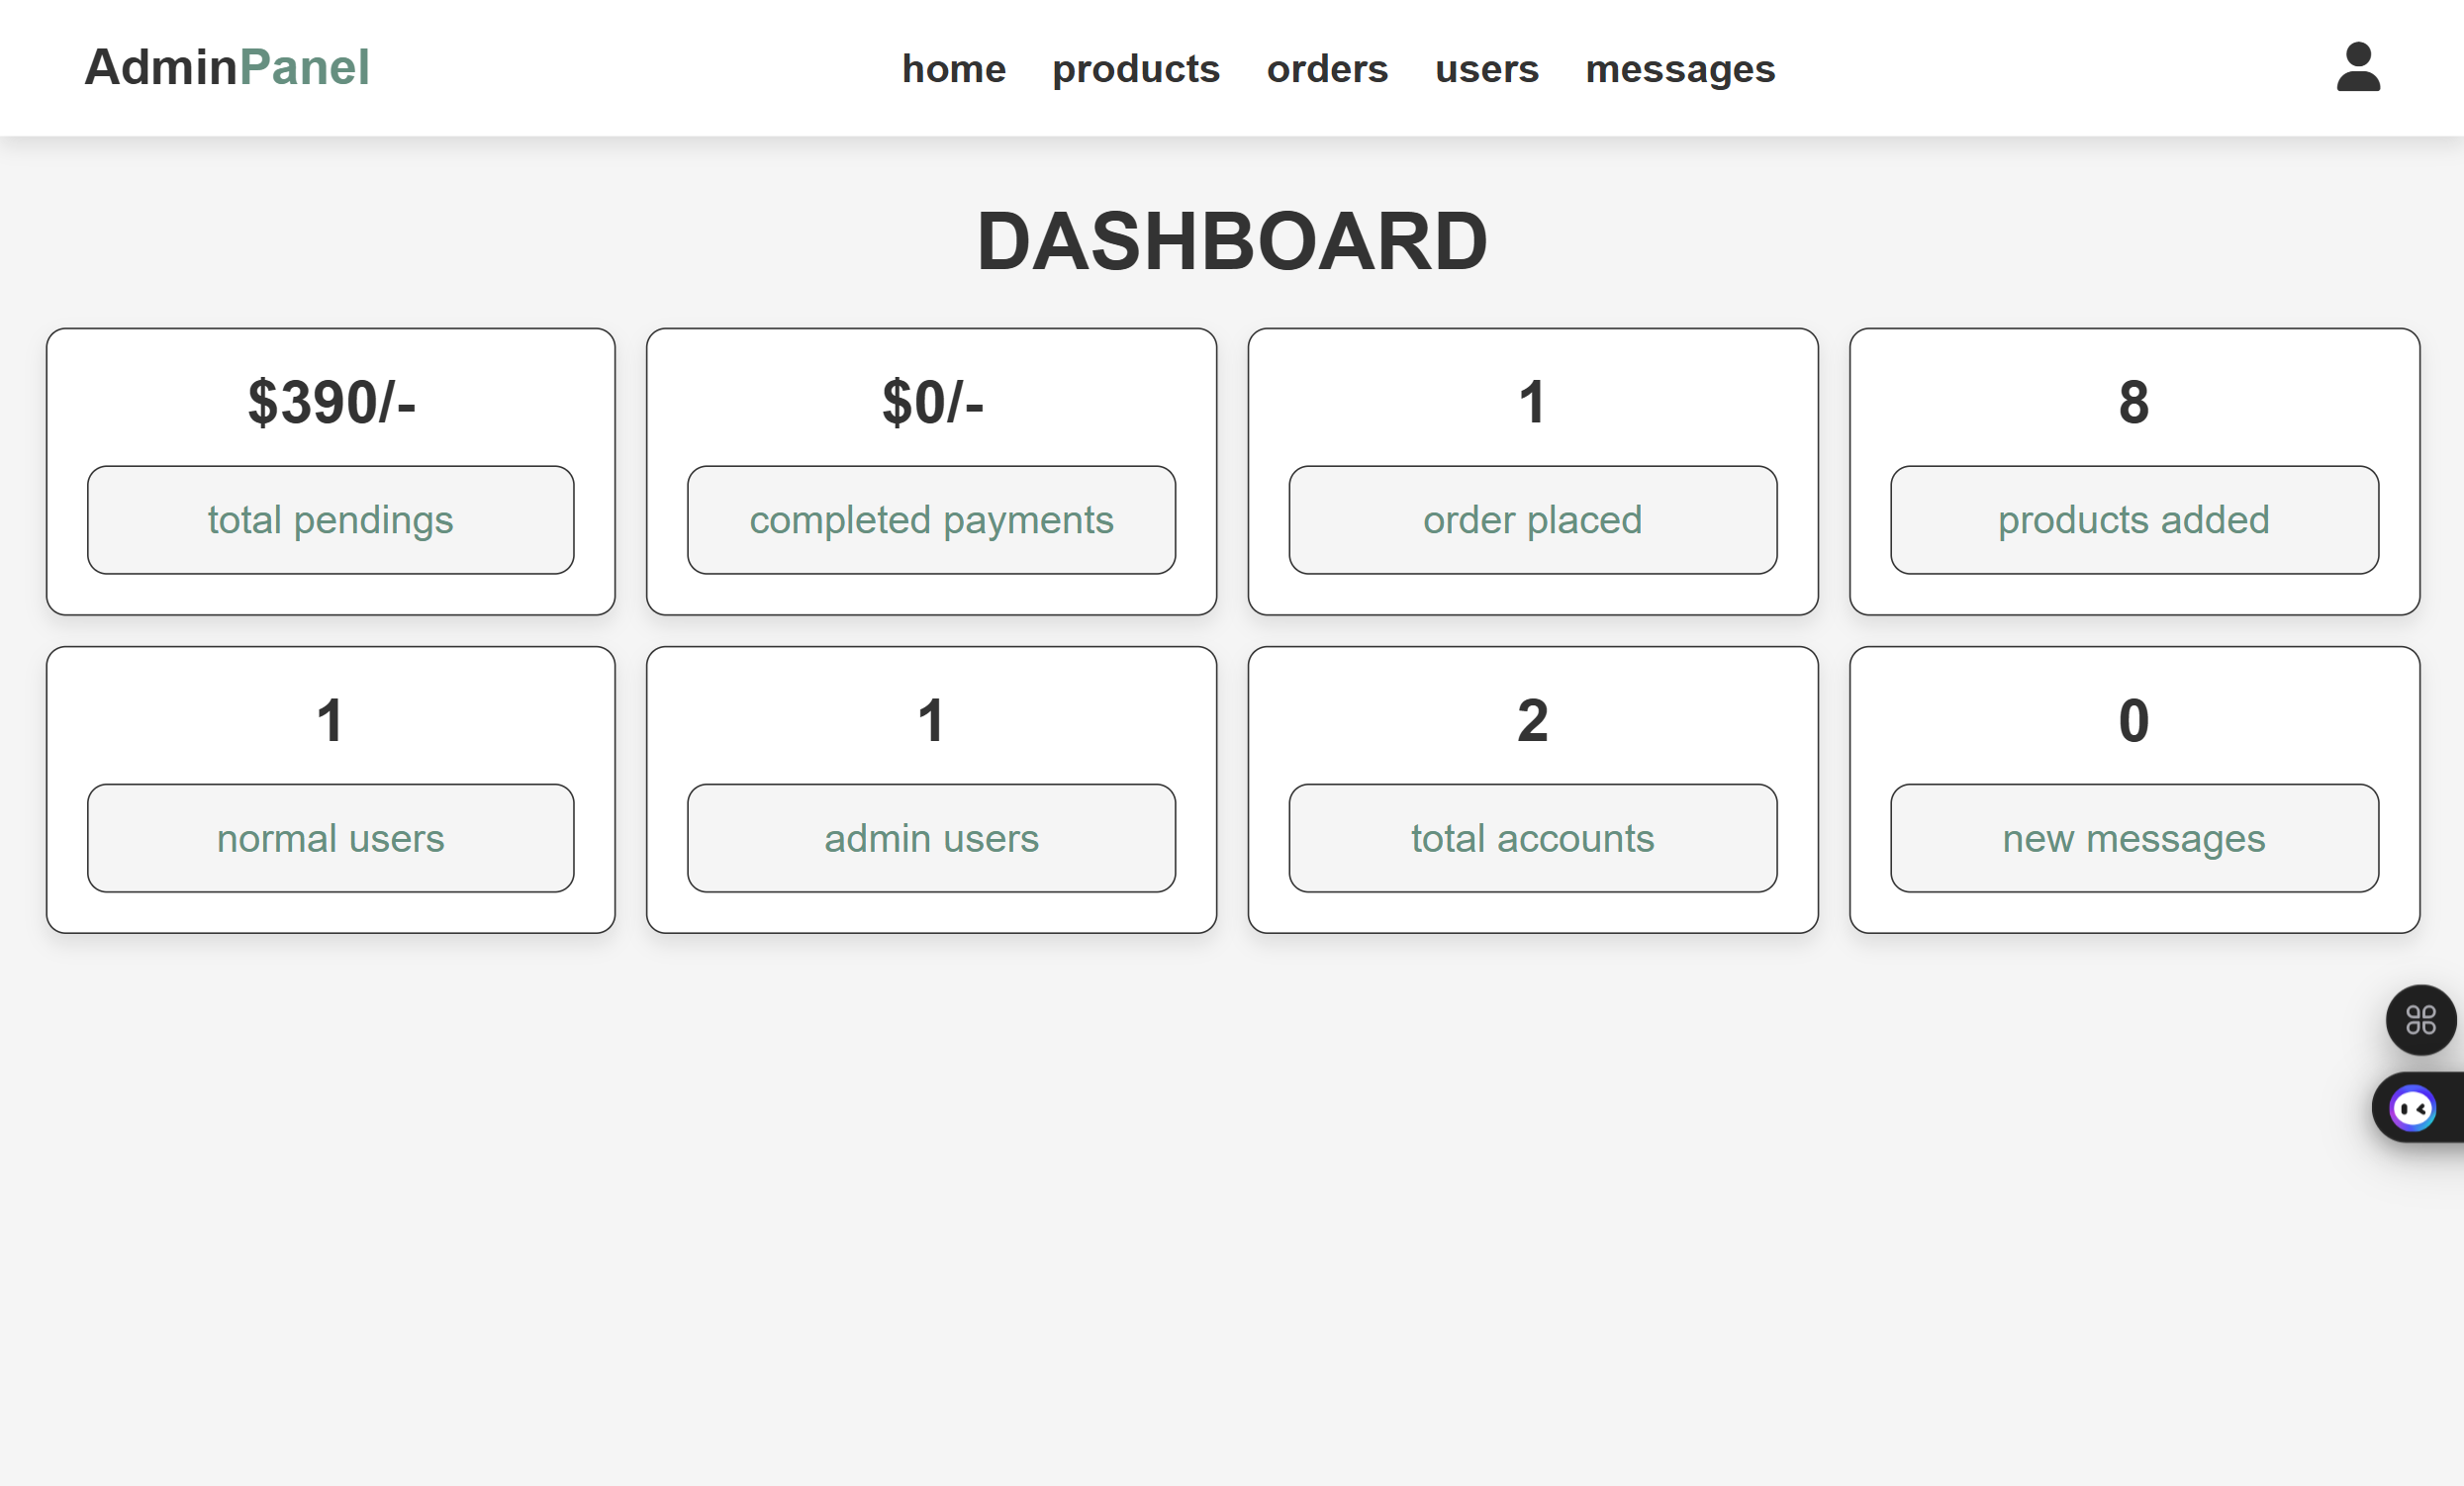 AdminPanel
home products orders users messages
DASHBOARD
$390/-
total pendings
$0/-
completed payments
1
order placed
8
products added
1
normal users
1
admin users
2
total accounts
0
new messages